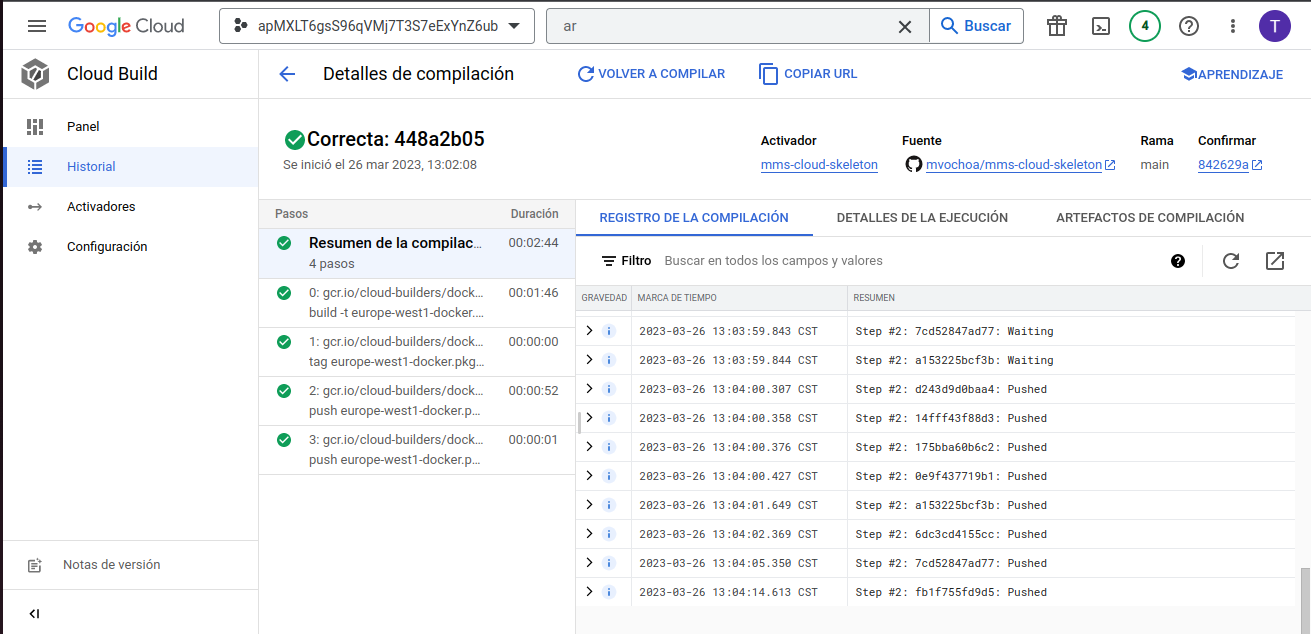 Google Cloud
apMXLT6gsS96qVMj7T3S7eExYnZ6ub
ar
Buscar
4
T
Cloud Build
Detalles de compilación
VOLVER A COMPILAR
COPIAR URL
APRENDIZAJE
Panel
Historial
Activadores
Configuración
Notas de versión
Correcta: 448a2b05
Se inició el 26 mar 2023, 13:02:08
Activador
mms-cloud-skeleton
Fuente
mvochoa/mms-cloud-skeleton
Rama
main
Confirmar
842629a
Pasos Duración
Resumen de la compilac... 00:02:44
4 pasos
0: gcr.io/cloud-builders/dock... 00:01:46
build -t europe-west1-docker....
1: gcr.io/cloud-builders/dock... 00:00:00
tag europe-west1-docker.pkg...
2: gcr.io/cloud-builders/dock... 00:00:52
push europe-west1-docker.p...
3: gcr.io/cloud-builders/dock... 00:00:01
push europe-west1-docker.p...
REGISTRO DE LA COMPILACIÓN
DETALLES DE LA EJECUCIÓN
ARTEFACTOS DE COMPILACIÓN
Filtro Buscar en todos los campos y valores
GRAVEDAD MARCA DE TIEMPO RESUMEN
2023-03-26 13:03:59.843 CST Step #2: 7cd52847ad77: Waiting
2023-03-26 13:03:59.844 CST Step #2: a153225bcf3b: Waiting
2023-03-26 13:04:00.307 CST Step #2: d243d9d0baa4: Pushed
2023-03-26 13:04:00.358 CST Step #2: 14fff43f88d3: Pushed
2023-03-26 13:04:00.376 CST Step #2: 175bba60b6c2: Pushed
2023-03-26 13:04:00.427 CST Step #2: 0e9f437719b1: Pushed
2023-03-26 13:04:01.649 CST Step #2: a153225bcf3b: Pushed
2023-03-26 13:04:02.369 CST Step #2: 6dc3cd4155cc: Pushed
2023-03-26 13:04:05.350 CST Step #2: 7cd52847ad77: Pushed
2023-03-26 13:04:14.613 CST Step #2: fb1f755fd9d5: Pushed